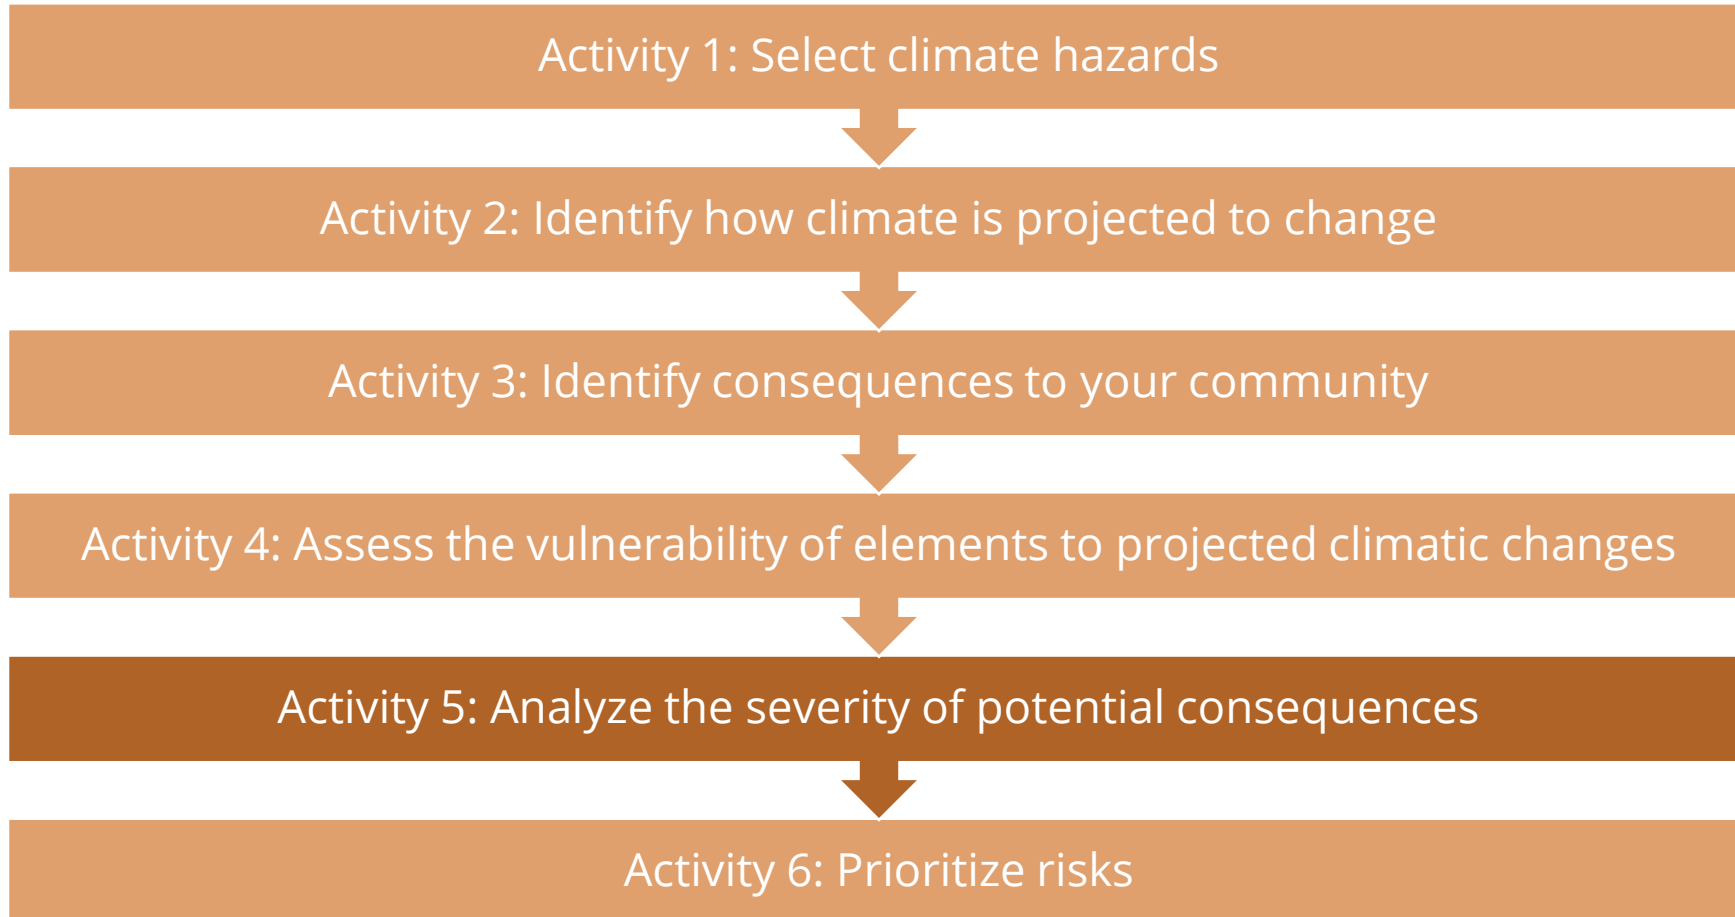 Activity 1: Select climate hazards
Activity 2: Identify how climate is projected to change
Activity 3: Identify consequences to your community
Activity 4: Assess the vulnerability of elements to projected climatic changes
Activity 5: Analyze the severity of potential consequences
Activity 6: Prioritize risks